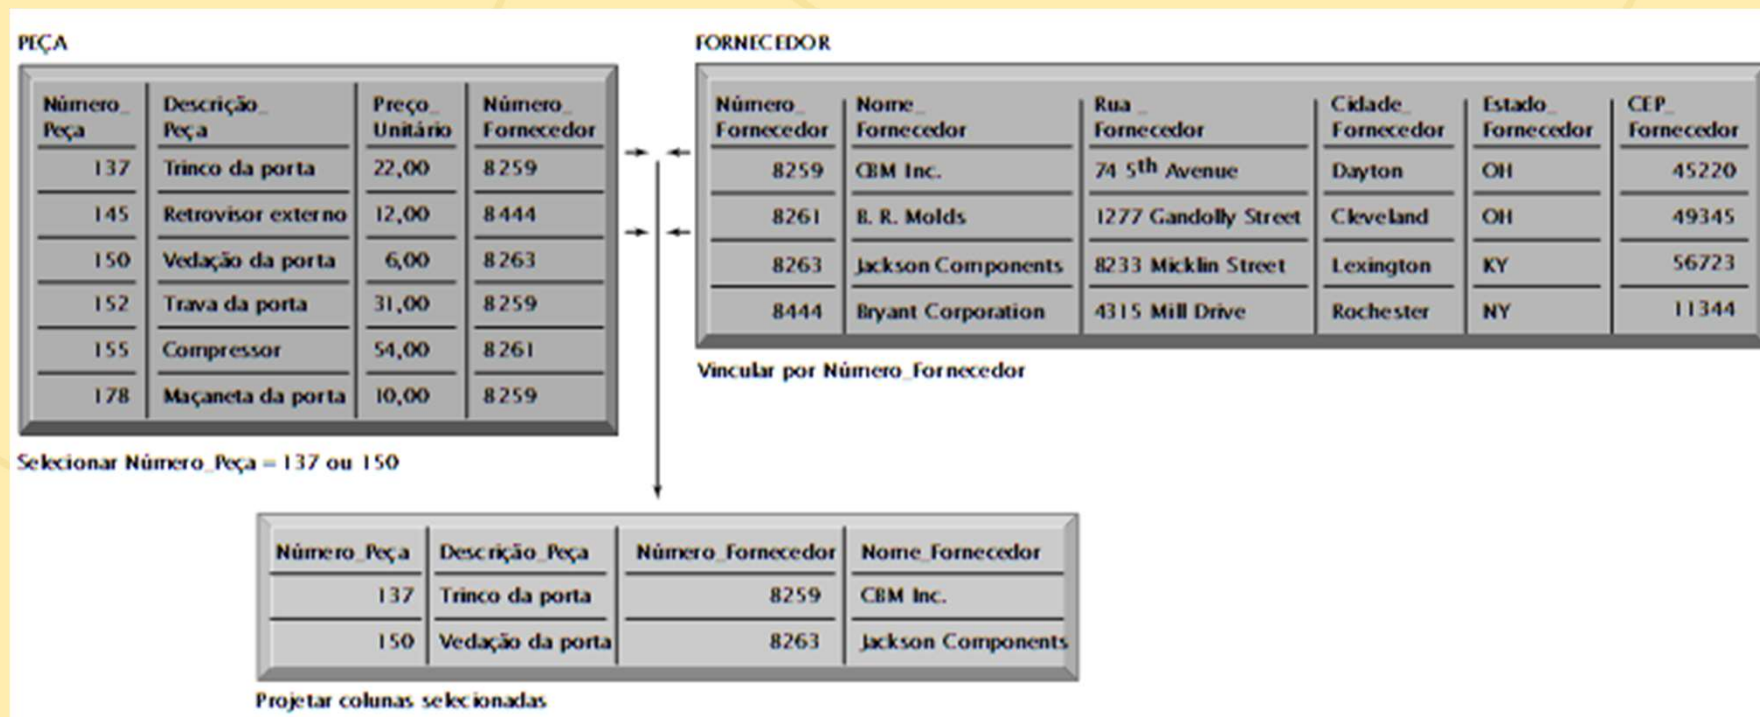 PEÇA
Número_ Descrição_ Preço_ Número_
Peça Peça Unitário Fornecedor
137 Trinco da porta 22,00 8259
145 Retrovisor externo 12,00 8444
150 Vedação da porta 6,00 8263
152 Trava da porta 31,00 8259
155 Compressor 54,00 8261
178 Maçaneta da porta 10,00 8259
Selecionar Número_Peça = 137 ou 150
FORNECEDOR
Número_ Nome_ Rua_ Cidade_ Estado_ CEP_
Fornecedor Fornecedor Fornecedor Fornecedor Fornecedor Fornecedor
8259 CBM Inc. 74 5th Avenue Dayton OH 45220
8261 B. R. Molds 1277 Gandolly Street Cleveland OH 49345
8263 Jackson Components 8233 Micklin Street Lexington KY 56723
8444 Bryant Corporation 4315 Mill Drive Rochester NY 11344
Vincular por Número_Fornecedor
Número_Peça Descrição_Peça Número_Fornecedor Nome_Fornecedor
137 Trinco da porta 8259 CBM Inc.
150 Vedação da porta 8263 Jackson Components
Projetar colunas selecionadas